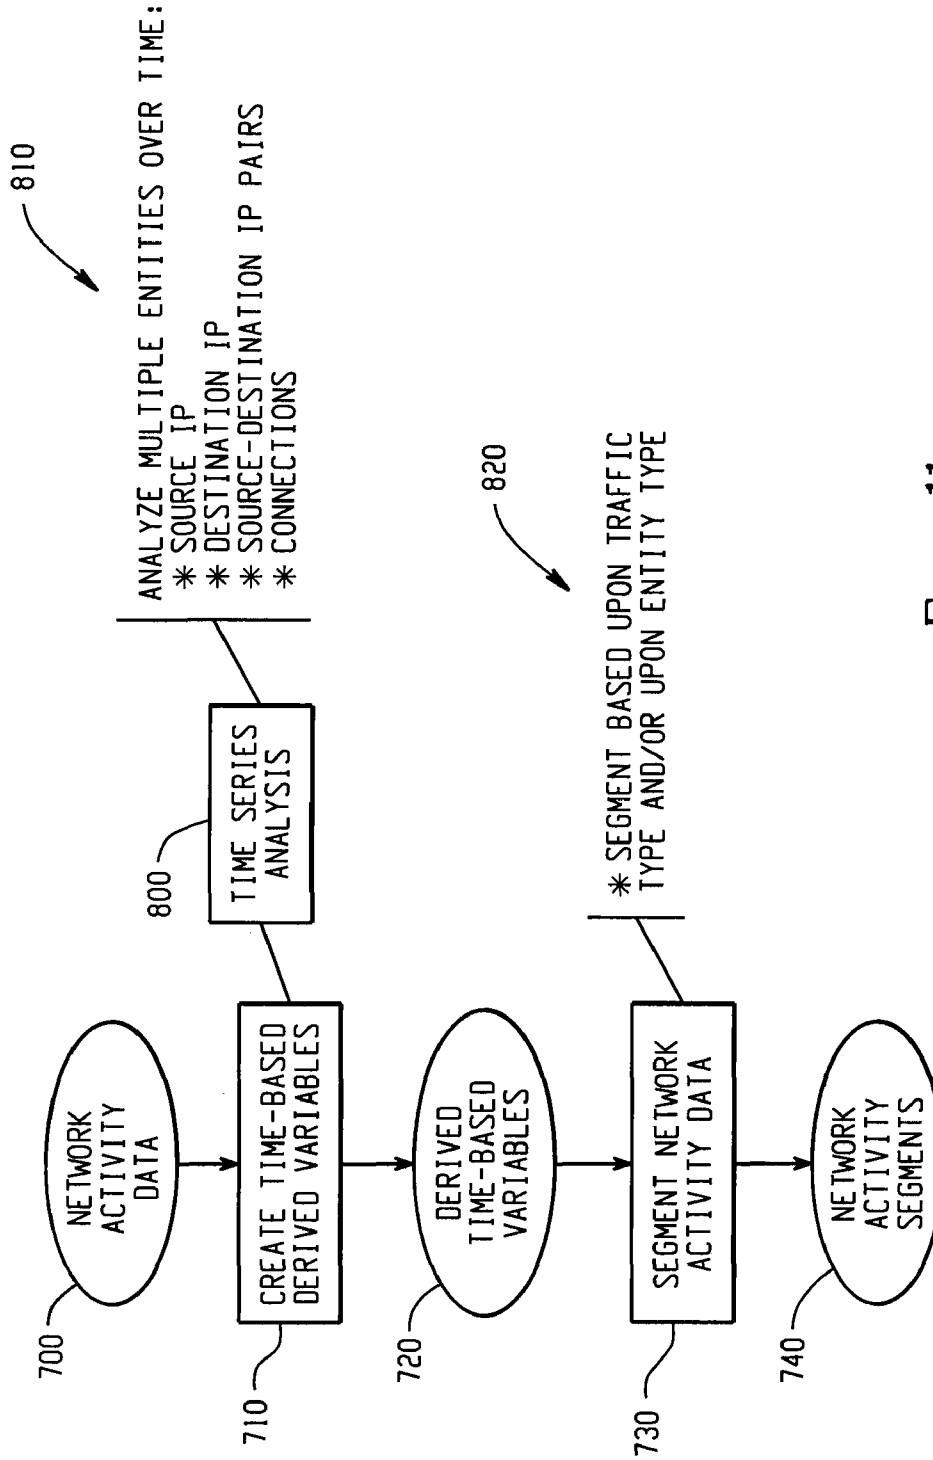 700
NETWORK
ACTIVITY
DATA
710
CREATE TIME-BASED
DERIVED VARIABLES
800
TIME SERIES
ANALYSIS
810
ANALYZE MULTIPLE ENTITIES OVER TIME:
* SOURCE IP
* DESTINATION IP
* SOURCE-DESTINATION IP PAIRS
* CONNECTIONS
720
DERIVED
TIME-BASED
VARIABLES
730
SEGMENT NETWORK
ACTIVITY DATA
820
* SEGMENT BASED UPON TRAFFIC
TYPE AND/OR UPON ENTITY TYPE
740
NETWORK
ACTIVITY
SEGMENTS